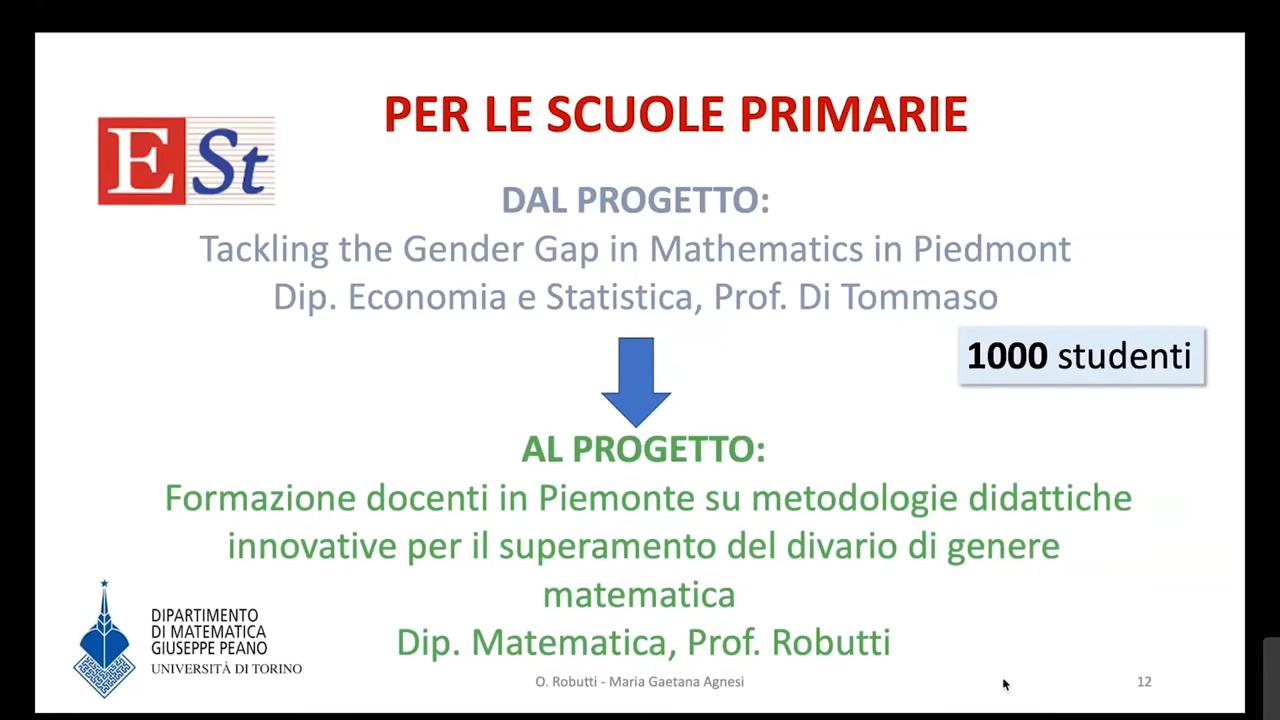 PER LE SCUOLE PRIMARIE
ESt
DAL PROGETTO:
Tackling the Gender Gap in Mathematics in Piedmont
Dip. Economia e Statistica, Prof. Di Tommaso
1000 studenti
AL PROGETTO:
Formazione docenti in Piemonte su metodologie didattiche
innovative per il superamento del divario di genere
matematica
Dip. Matematica, Prof. Robutti
DIPARTIMENTO
DI MATEMATICA
GIUSEPPE PEANO
UNIVERSITÀ DI TORINO
O. Robutti - Maria Gaetana Agnesi
12